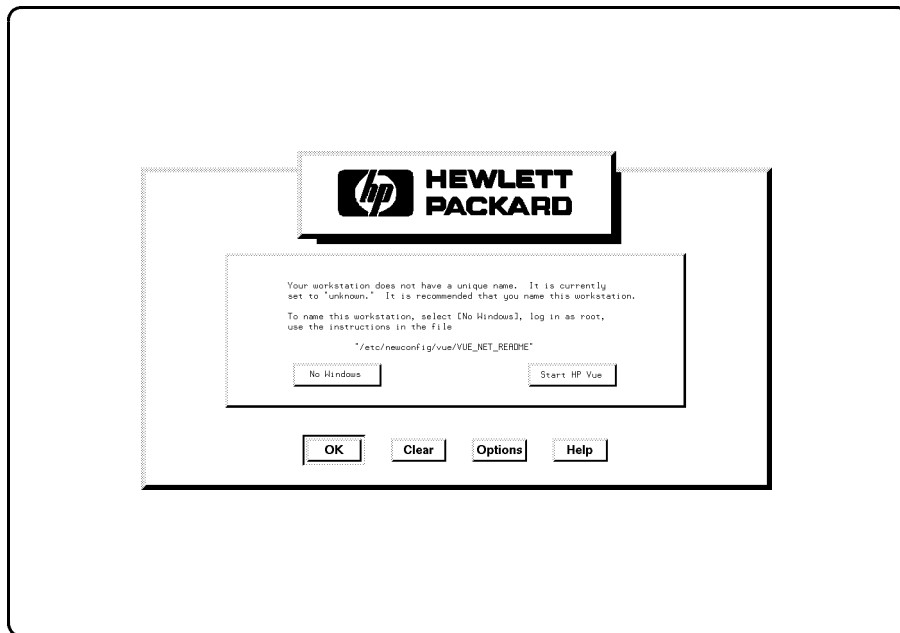 hp HEWLETT
PACKARD
Your workstation does not have a unique name. It is currently
set to "unknown." It is recommended that you name this workstation.
To name this workstation, select [No Windows], log in as root,
use the instructions in the file
"/etc/newconfig/vue/VUE_NET_README"
No Windows Start HP Vue
OK Clear Options Help